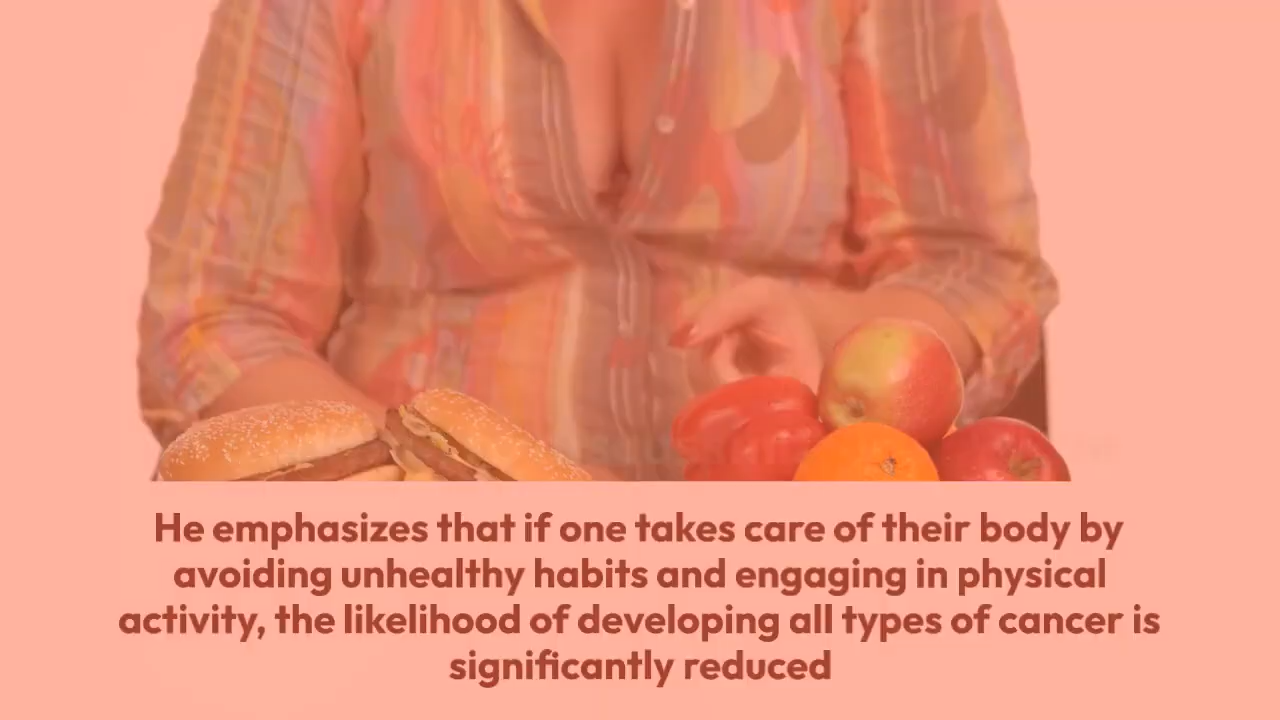 He emphasizes that if one takes care of their body by
avoiding unhealthy habits and engaging in physical
activity, the likelihood of developing all types of cancer is
significantly reduced